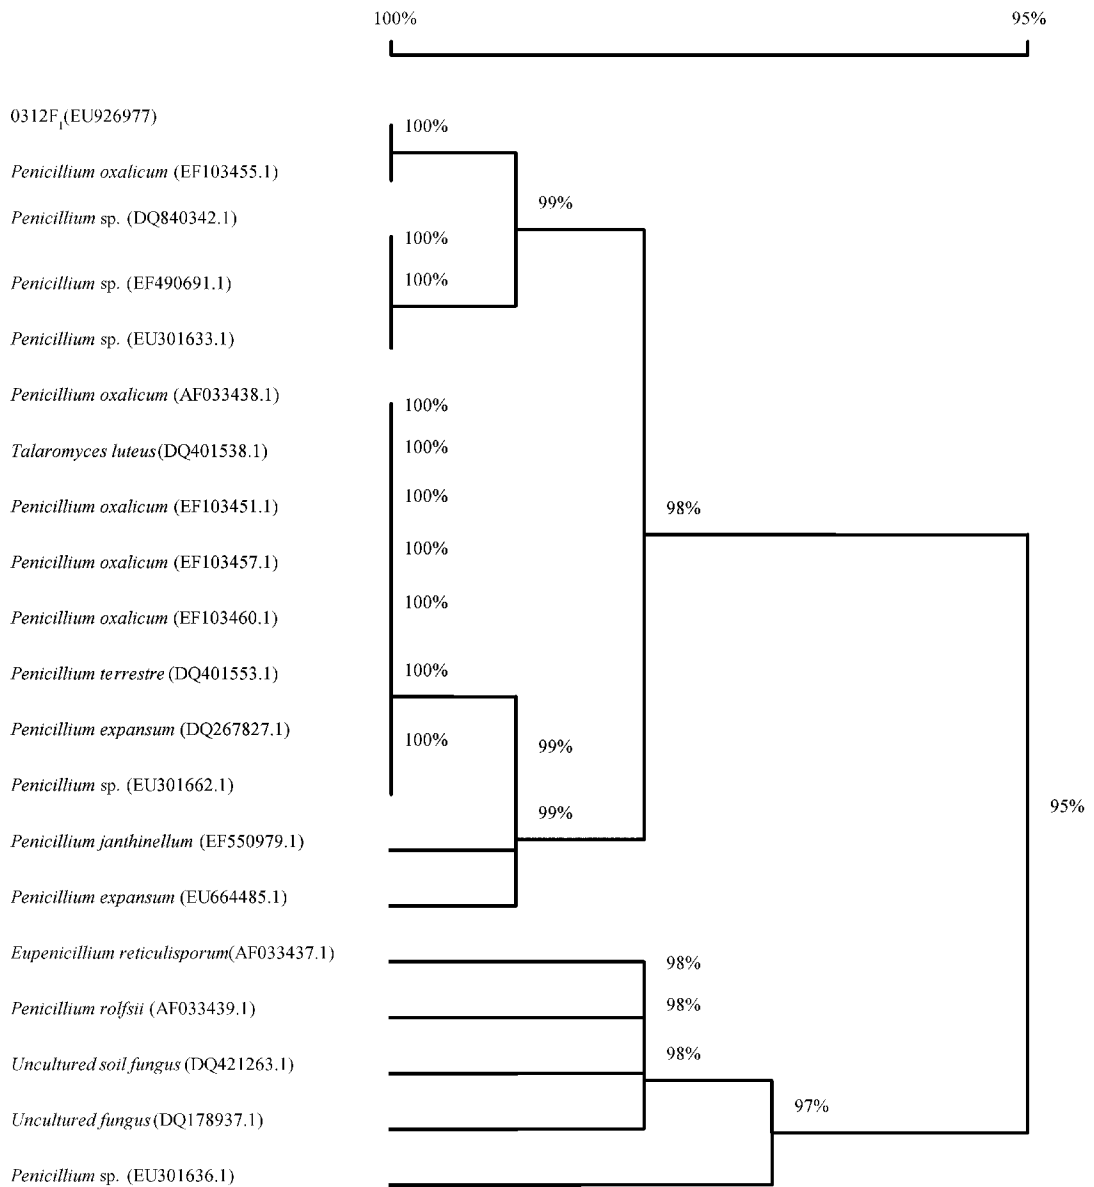 100% 95%
0312F1(EU926977)
100%
Penicillium oxalicum (EF103455.1)
99%
Penicillium sp. (DQ840342.1)
100%
Penicillium sp. (EF490691.1)
100%
Penicillium sp. (EU301633.1)
Penicillium oxalicum (AF033438.1)
100%
Talaromyces luteus(DQ401538.1)
100%
Penicillium oxalicum (EF103451.1)
100%
98%
Penicillium oxalicum (EF103457.1)
100%
Penicillium oxalicum (EF103460.1)
100%
Penicillium terrestre (DQ401553.1)
100%
Penicillium expansum (DQ267827.1)
100%
99%
Penicillium sp. (EU301662.1)
99%
95%
Penicillium janthinellum (EF550979.1)
Penicillium expansum (EU664485.1)
Eupenicillium reticulisporum(AF033437.1)
98%
Penicillium rolfsii (AF033439.1)
98%
Uncultured soil fungus (DQ421263.1)
98%
Uncultured fungus (DQ178937.1)
97%
Penicillium sp. (EU301636.1)